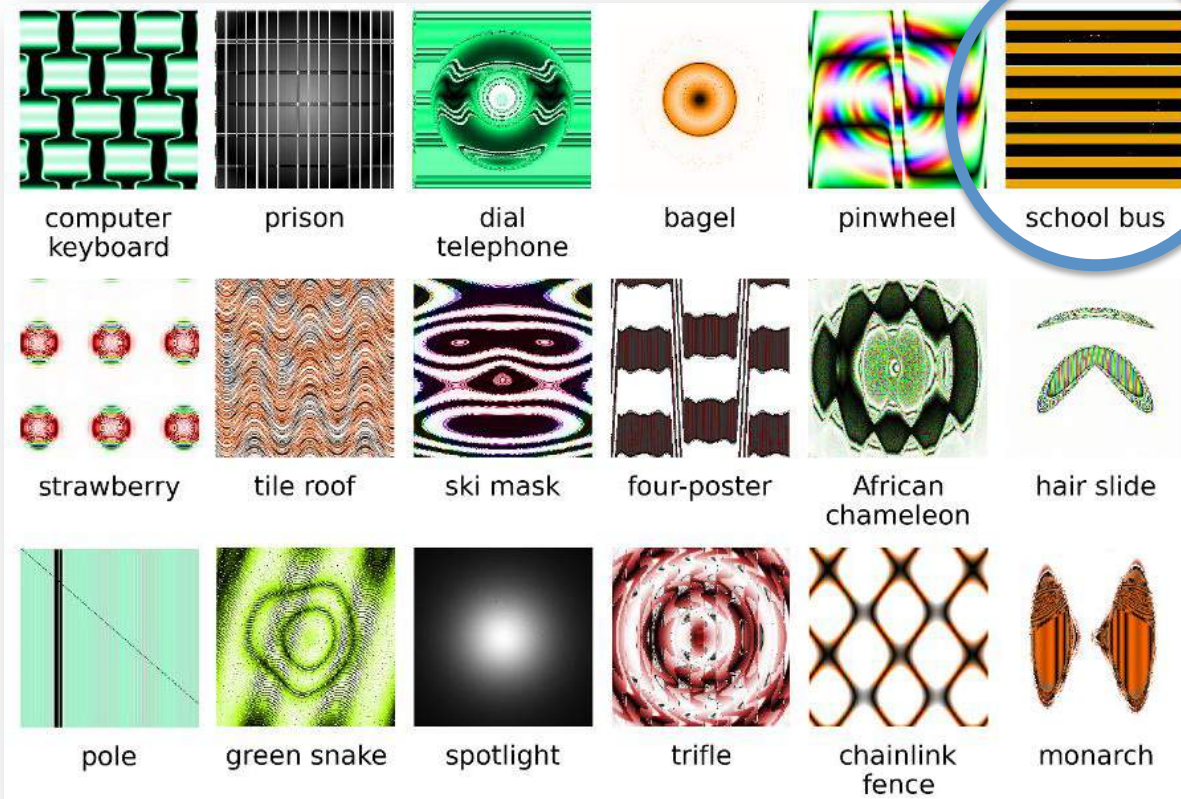 computer
keyboard
prison
dial
telephone
bagel
pinwheel
school bus
strawberry
tile roof
ski mask
four-poster
African
chameleon
hair slide
pole
green snake
spotlight
trifle
chainlink
fence
monarch